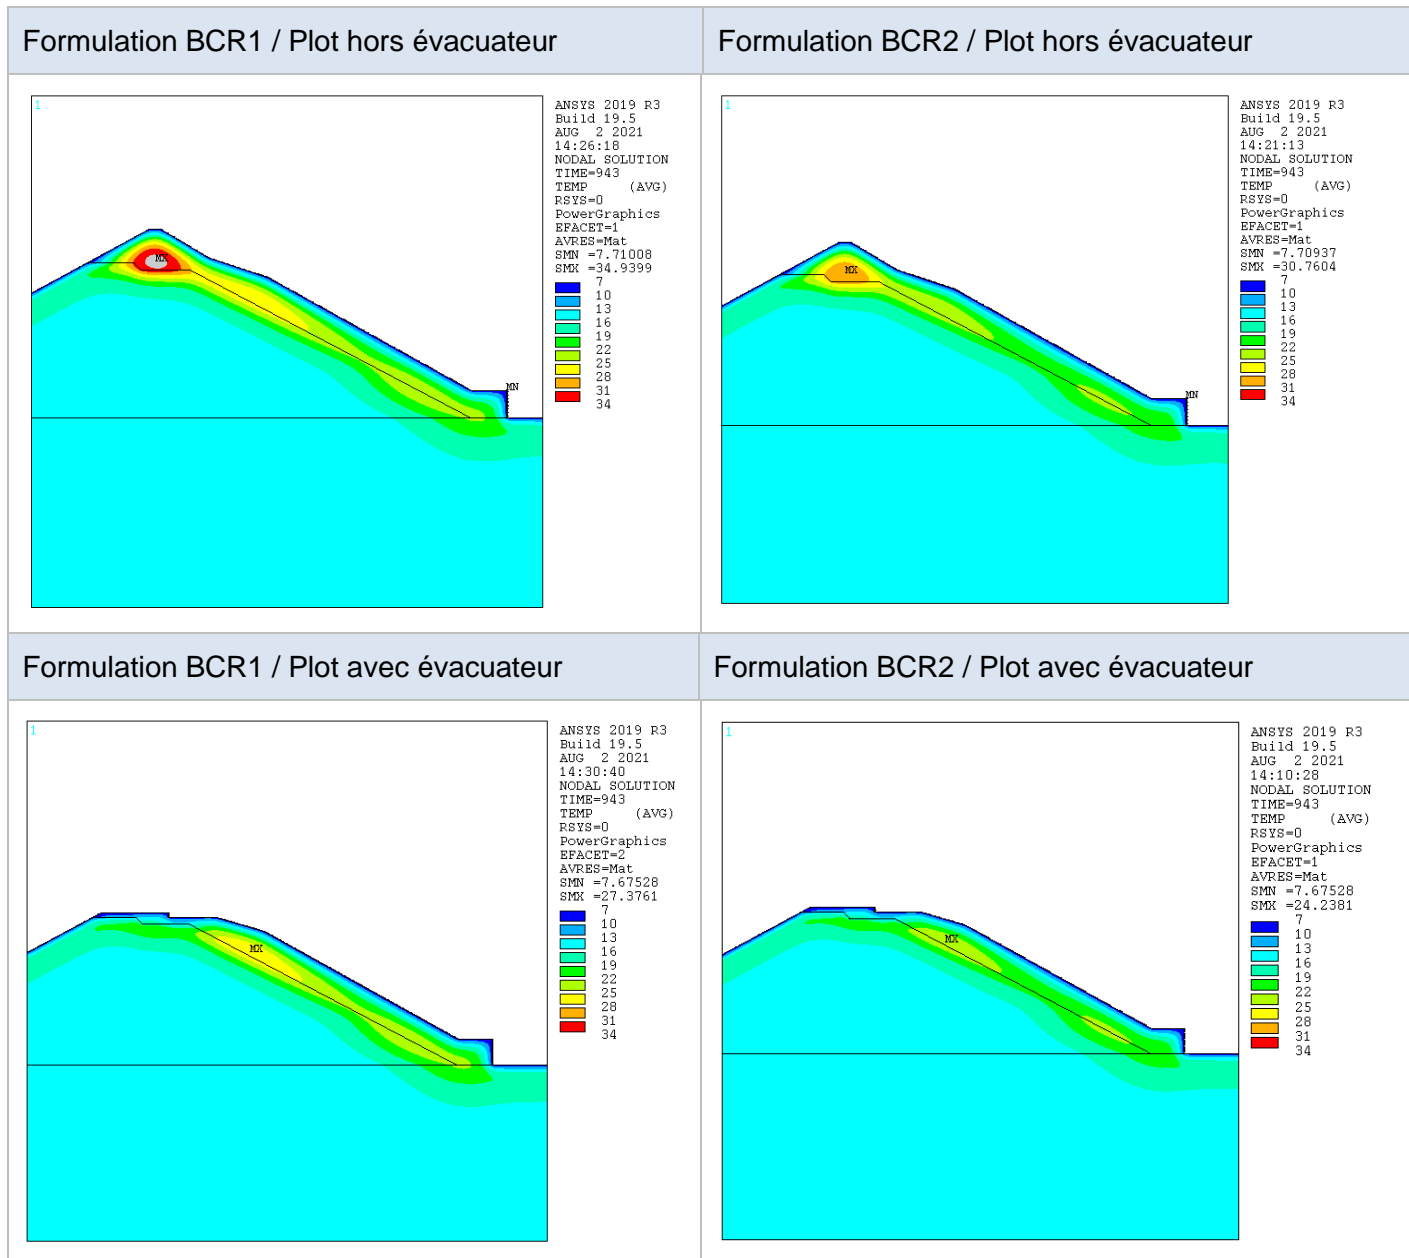 Formulation BCR1 / Plot hors évacuateur
Formulation BCR2 / Plot hors évacuateur
1
MX
MN
ANSYS 2019 R3
Build 19.5
AUG 2 2021
14:26:18
NODAL SOLUTION
TIME=943
TEMP (AVG)
RSYS=0
PowerGraphics
EFACET=1
AVRES=Mat
SMN =7.71008
SMX =34.9399
7
10
13
16
19
22
25
28
31
34
1
MX
MN
ANSYS 2019 R3
Build 19.5
AUG 2 2021
14:21:13
NODAL SOLUTION
TIME=943
TEMP (AVG)
RSYS=0
PowerGraphics
EFACET=1
AVRES=Mat
SMN =7.70937
SMX =30.7604
7
10
13
16
19
22
25
28
31
34
Formulation BCR1 / Plot avec évacuateur
Formulation BCR2 / Plot avec évacuateur
1
MX
ANSYS 2019 R3
Build 19.5
AUG 2 2021
14:30:40
NODAL SOLUTION
TIME=943
TEMP (AVG)
RSYS=0
PowerGraphics
EFACET=2
AVRES=Mat
SMN =7.67528
SMX =27.3761
7
10
13
16
19
22
25
28
31
34
1
MX
ANSYS 2019 R3
Build 19.5
AUG 2 2021
14:10:28
NODAL SOLUTION
TIME=943
TEMP (AVG)
RSYS=0
PowerGraphics
EFACET=1
AVRES=Mat
SMN =7.67528
SMX =24.2381
7
10
13
16
19
22
25
28
31
34